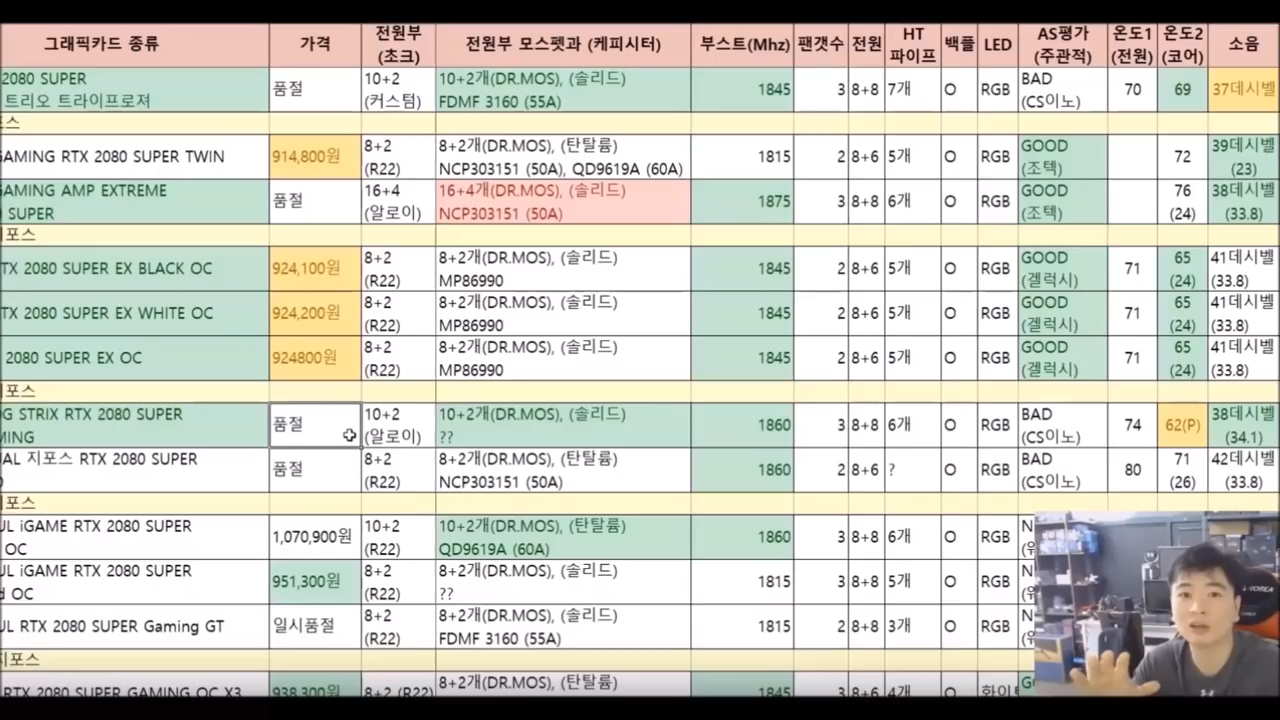 그래픽카드 종류 가격 전원부 (초크) 전원부 모스펫과 (케피시터) 부스트(Mhz) 팬갯수 전원 HT 파이프 백플 LED AS평가 (주관적) 온도1 (전원) 온도2 (코어) 소음
2080 SUPER 트리오 트라이프로져 품절 10+2 (커스텀) 10+2개(DR.MOS), (솔리드) FDMF 3160 (55A) 1845 3 8+8 7개 O RGB BAD (CS이노) 70 69 37데시벨
GAMING RTX 2080 SUPER TWIN 914,800원 8+2 (R22) 8+2개(DR.MOS), (탄탈륨) NCP303151 (50A), QD9619A (60A) 1815 2 8+6 5개 O RGB GOOD (조텍) 72 39데시벨 (23)
GAMING AMP EXTREME SUPER 품절 16+4 (알로이) 16+4개(DR.MOS), (솔리드) NCP303151 (50A) 1875 3 8+8 6개 O RGB GOOD (조텍) 76 (24) 38데시벨 (33.8)
지포스
TX 2080 SUPER EX BLACK OC 924,100원 8+2 (R22) 8+2개(DR.MOS), (솔리드) MP86990 1845 2 8+6 5개 O RGB GOOD (겔럭시) 71 65 (24) 41데시벨 (33.8)
TX 2080 SUPER EX WHITE OC 924,200원 8+2 (R22) 8+2개(DR.MOS), (솔리드) MP86990 1845 2 8+6 5개 O RGB GOOD (겔럭시) 71 65 (24) 41데시벨 (33.8)
2080 SUPER EX OC 924800원 8+2 (R22) 8+2개(DR.MOS), (솔리드) MP86990 1845 2 8+6 5개 O RGB GOOD (겔럭시) 71 65 (24) 41데시벨 (33.8)
지포스
G STRIX RTX 2080 SUPER MING 품절 10+2 (알로이) 10+2개(DR.MOS), (솔리드) ?? 1860 3 8+8 6개 O RGB BAD (CS이노) 74 62(P) 38데시벨 (34.1)
JAL 지포스 RTX 2080 SUPER 품절 8+2 (R22) 8+2개(DR.MOS), (탄탈륨) NCP303151 (50A) 1860 2 8+6 ? O RGB BAD (CS이노) 80 71 (26) 42데시벨 (33.8)
지포스
UL iGAME RTX 2080 SUPER OC 1,070,900원 10+2 (R22) 10+2개(DR.MOS), (탄탈륨) QD9619A (60A) 1860 3 8+8 6개 O RGB
UL iGAME RTX 2080 SUPER d OC 951,300원 8+2 (R22) 8+2개(DR.MOS), (솔리드) ?? 1815 3 8+8 5개 O RGB
UL RTX 2080 SUPER Gaming GT 일시품절 8+2 (R22) 8+2개(DR.MOS), (솔리드) FDMF 3160 (55A) 1815 2 8+8 3개 O RGB
지포스
RTX 2080 SUPER GAMING OC X3 938,300원 8+2 (R22) 8+2개(DR.MOS), (탄탈륨) 1845 3 8+6 4개 O